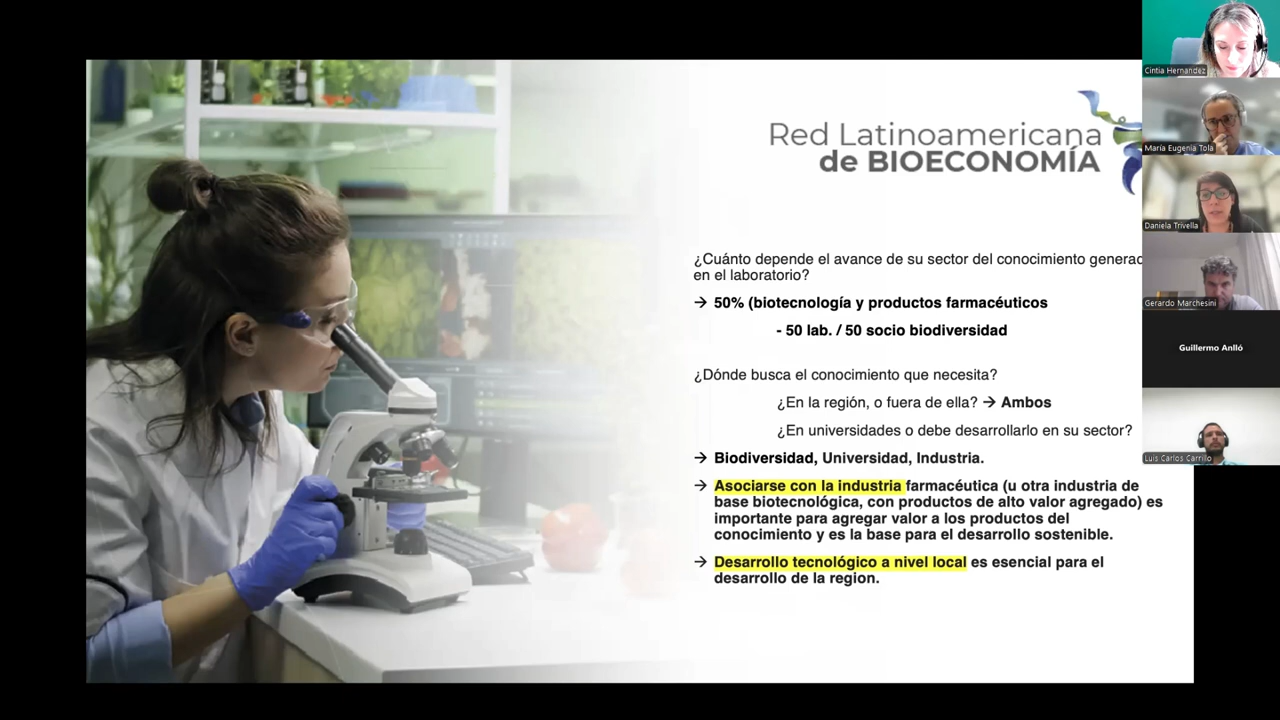 Red Latinoamericana
de BIOECONOMÍA
¿Cuánto depende el avance de su sector del conocimiento generad
en el laboratorio?
→ 50% (biotecnología y productos farmacéuticos
- 50 lab. / 50 socio biodiversidad
¿Dónde busca el conocimiento que necesita?
¿En la región, o fuera de ella? → Ambos
¿En universidades o debe desarrollarlo en su sector?
→ Biodiversidad, Universidad, Industria.
→ Asociarse con la industria farmacéutica (u otra industria de
base biotecnológica, con productos de alto valor agregado) es
importante para agregar valor a los productos del
conocimiento y es la base para el desarrollo sostenible.
→ Desarrollo tecnológico a nivel local es esencial para el
desarrollo de la region.
Cintia Hernandez
María Eugenia Tola
Daniela Trivella
Gerardo Marchesini
Guillermo Anlló
Luis Carlos Carrillo